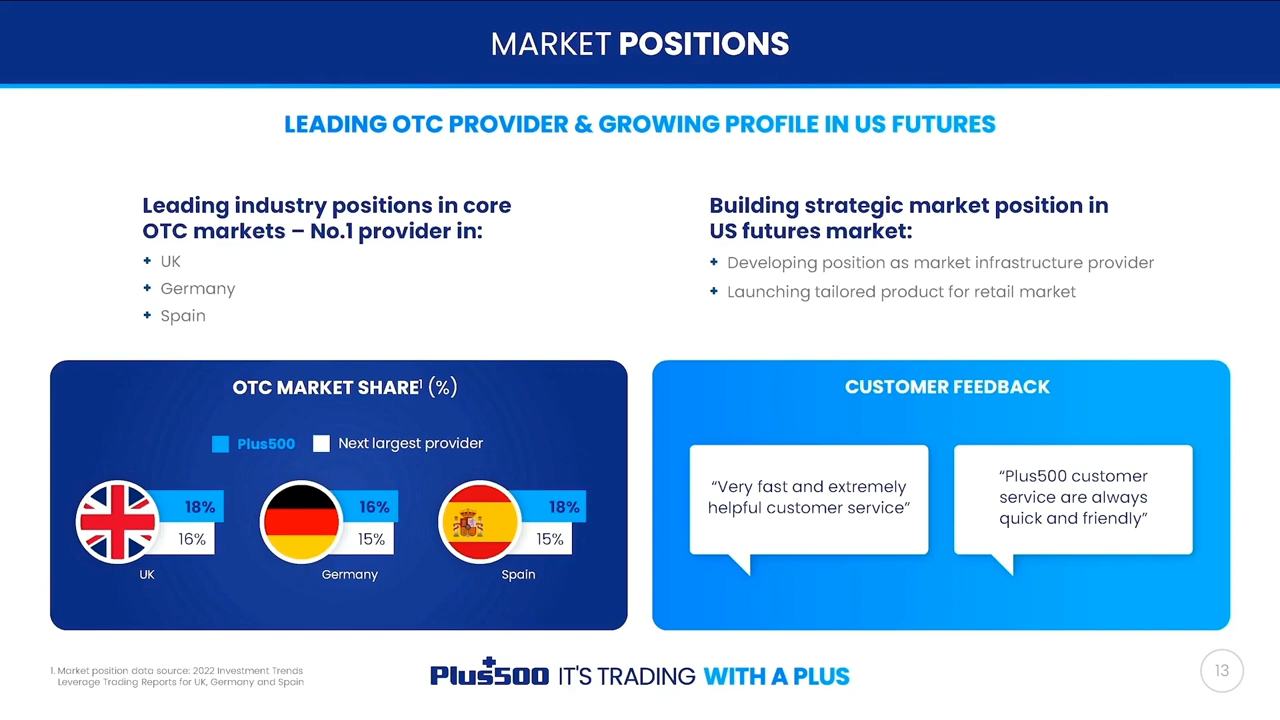 MARKET POSITIONS
LEADING OTC PROVIDER & GROWING PROFILE IN US FUTURES
Leading industry positions in core
OTC markets – No.1 provider in:
+ UK
+ Germany
+ Spain
Building strategic market position in
US futures market:
+ Developing position as market infrastructure provider
+ Launching tailored product for retail market
OTC MARKET SHARE¹ (%)
Plus500 Next largest provider
18%
16%
UK
16%
15%
Germany
18%
15%
Spain
CUSTOMER FEEDBACK
“Very fast and extremely
helpful customer service”
“Plus500 customer
service are always
quick and friendly”
1. Market position data source: 2022 Investment Trends
Leverage Trading Reports for UK, Germany and Spain
Plus500 IT'S TRADING WITH A PLUS
13